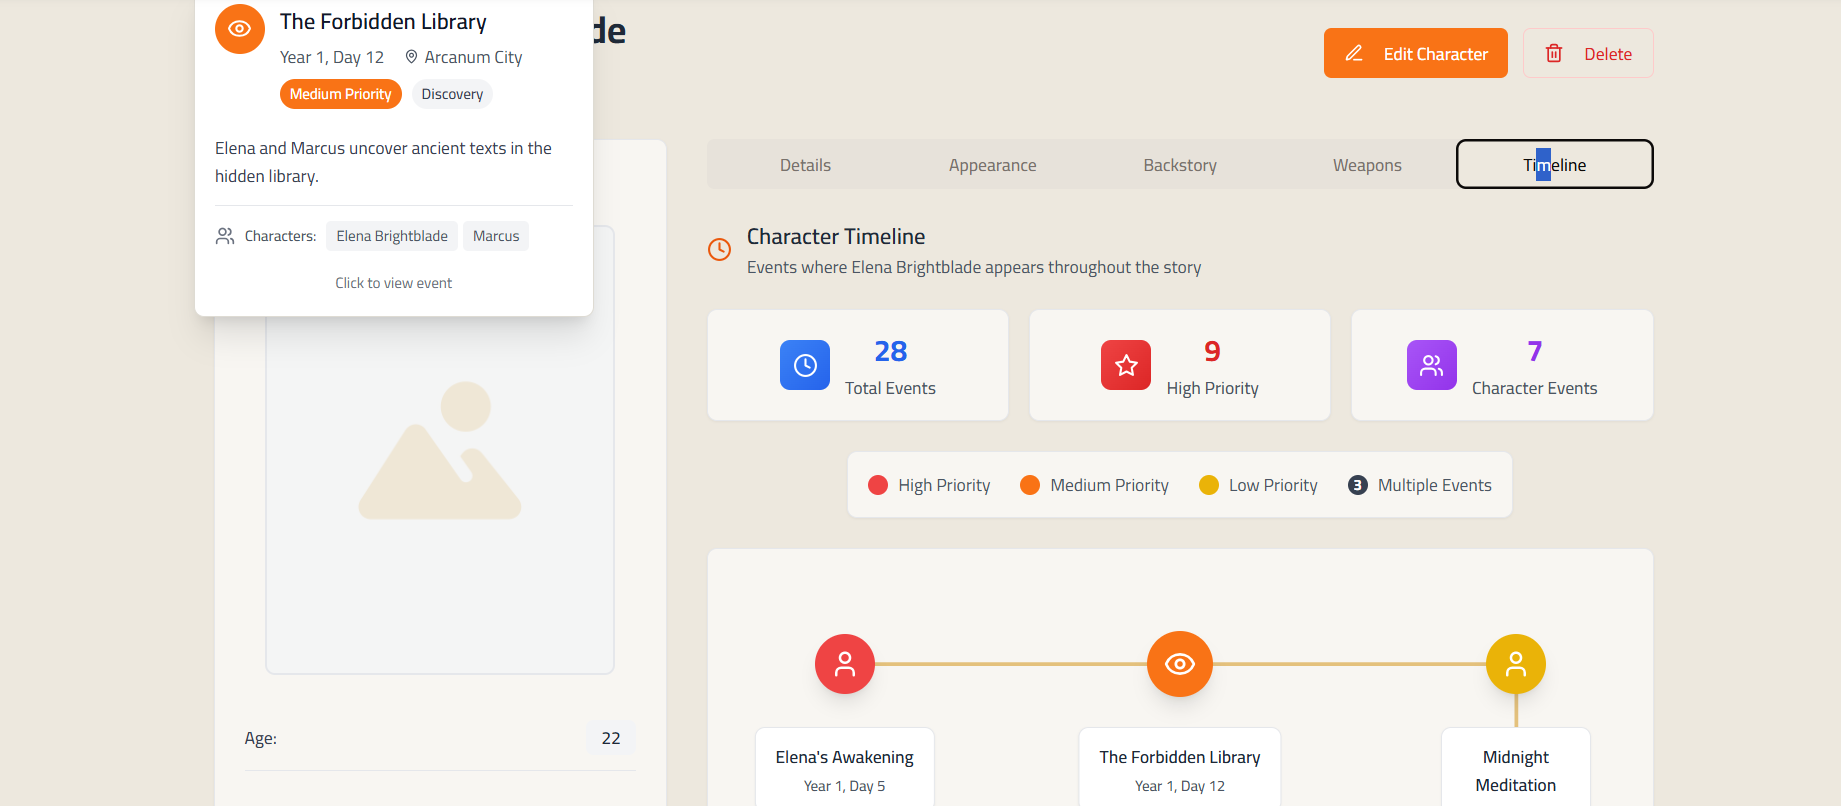 The Forbidden Library
Year 1, Day 12
Arcanum City
Medium Priority
Discovery
Elena and Marcus uncover ancient texts in the
hidden library.
Characters:
Elena Brightblade
Marcus
Click to view event
de
Edit Character
Delete
Details
Appearance
Backstory
Weapons
Timeline
Character Timeline
Events where Elena Brightblade appears throughout the story
28
Total Events
9
High Priority
7
Character Events
High Priority
Medium Priority
Low Priority
3
Multiple Events
Elena's Awakening
Year 1, Day 5
The Forbidden Library
Year 1, Day 12
Midnight
Meditation
Age:
22